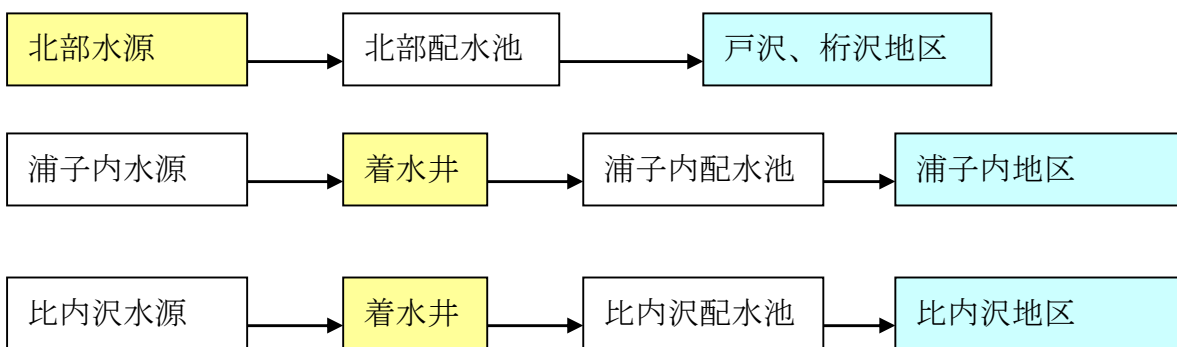 北部水源
北部配水池
戸沢、桁沢地区
浦子内水源
着水井
浦子内配水池
浦子内地区
比内沢水源
着水井
比内沢配水池
比内沢地区